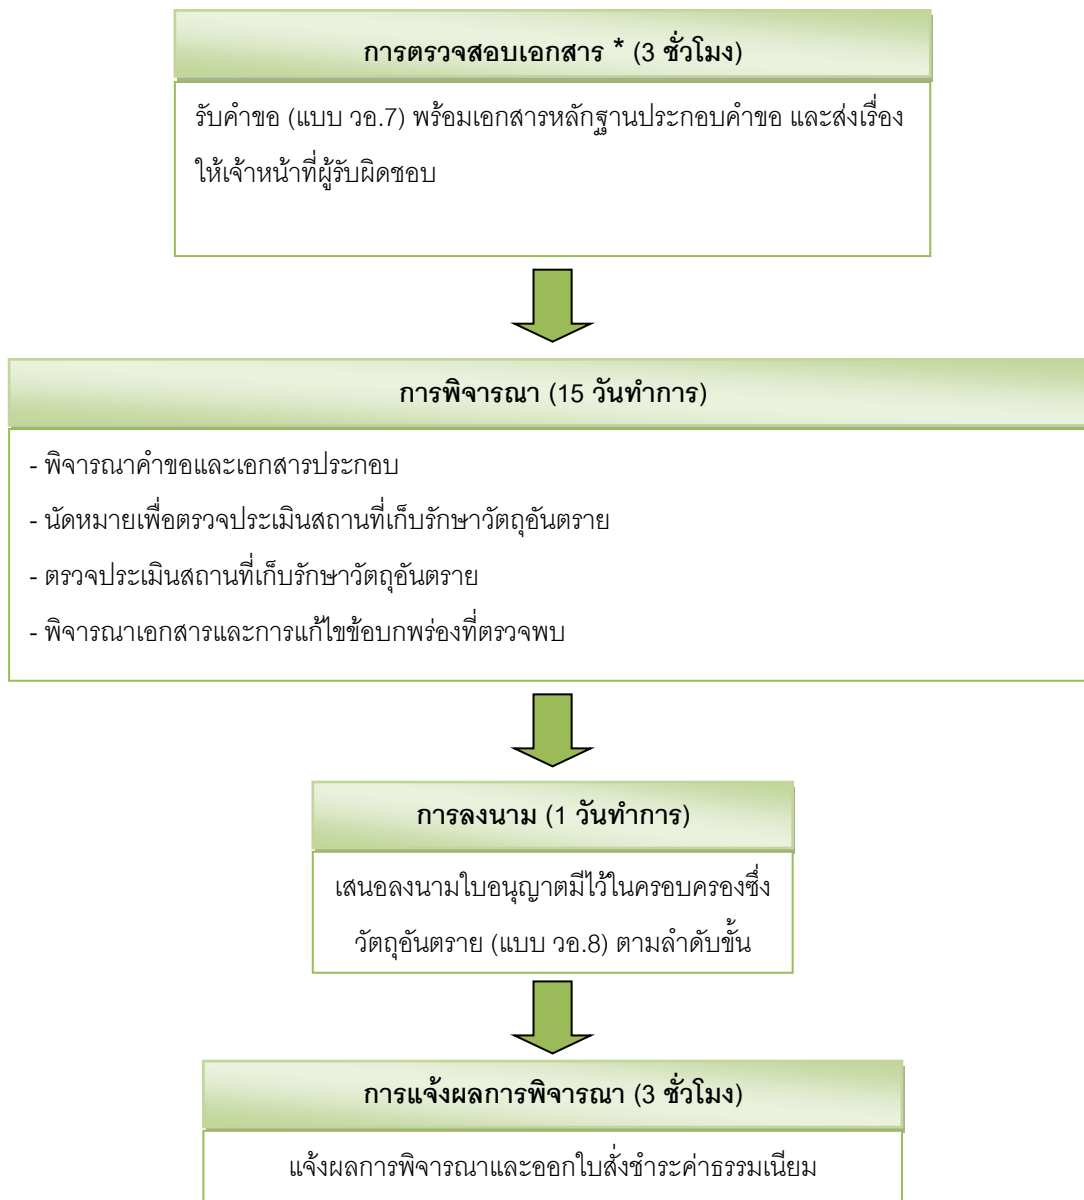 การตรวจสอบเอกสาร * (3 ชั่วโมง)
รับคำขอ (แบบ วอ.7) พร้อมเอกสารหลักฐานประกอบคำขอ และส่งเรื่อง
ให้เจ้าหน้าที่ผู้รับผิดชอบ
การพิจารณา (15 วันทำการ)
- พิจารณาคำขอและเอกสารประกอบ
- นัดหมายเพื่อตรวจประเมินสถานที่เก็บรักษาวัตถุอันตราย
- ตรวจประเมินสถานที่เก็บรักษาวัตถุอันตราย
- พิจารณาเอกสารและการแก้ไขข้อบกพร่องที่ตรวจพบ
การลงนาม (1 วันทำการ)
เสนอลงนามใบอนุญาตมีไว้ในครอบครองซึ่ง
วัตถุอันตราย (แบบ วอ.8) ตามลำดับขั้น
การแจ้งผลการพิจารณา (3 ชั่วโมง)
แจ้งผลการพิจารณาและออกใบสั่งชำระค่าธรรมเนียม